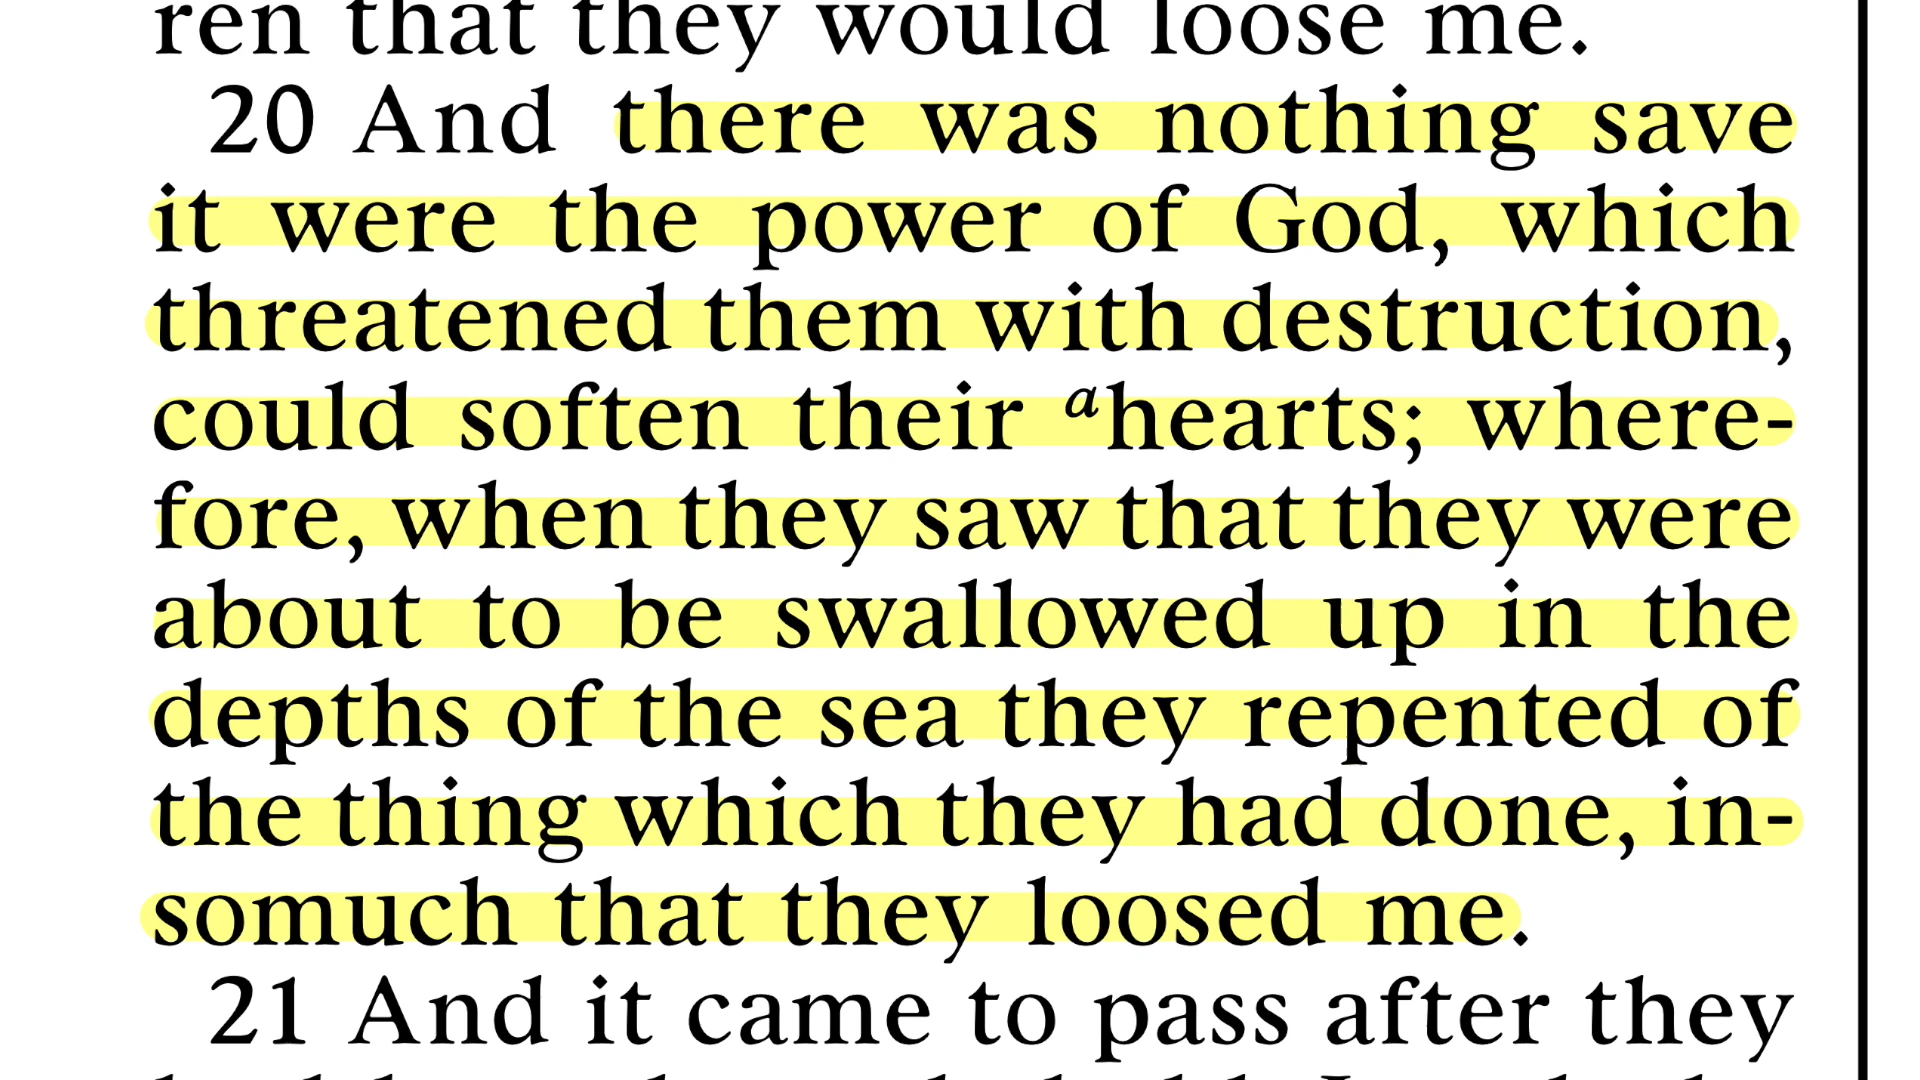 ren that they would loose me.
20 And there was nothing save
it were the power of God, which
threatened them with destruction,
could soften their ahearts; where-
fore, when they saw that they were
about to be swallowed up in the
depths of the sea they repented of
the thing which they had done, in-
somuch that they loosed me.
21 And it came to pass after they